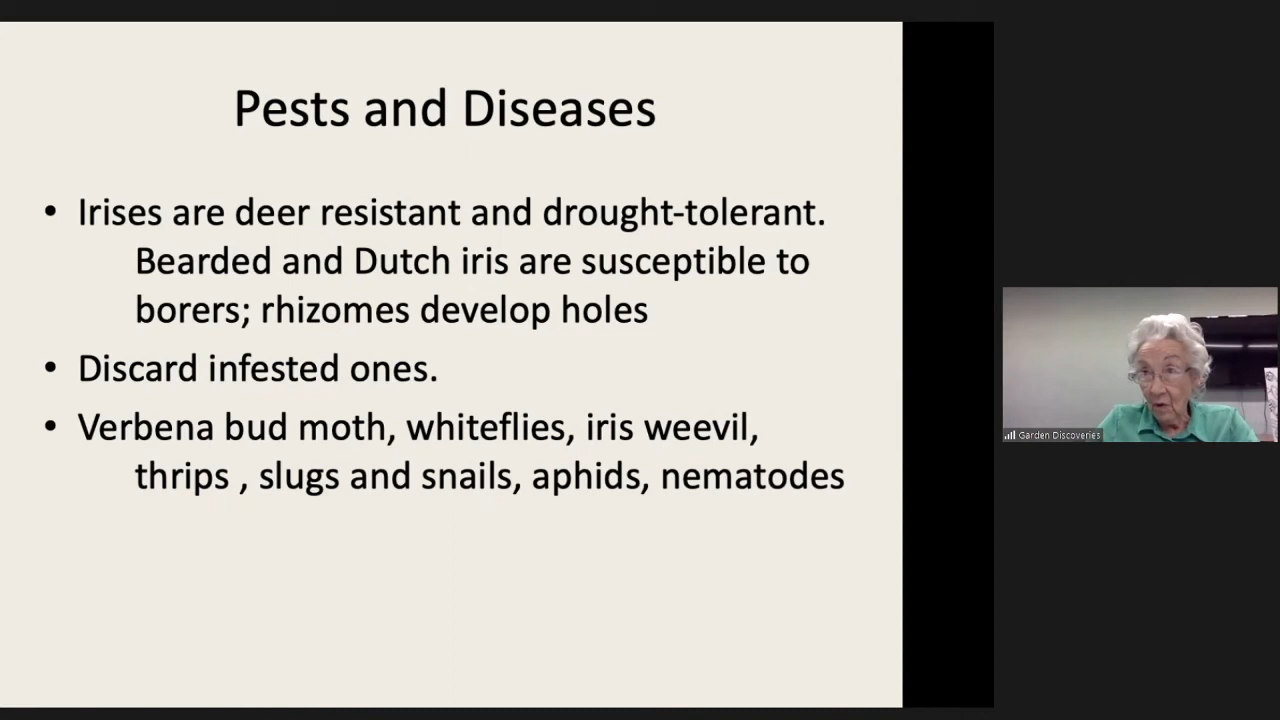 Pests and Diseases
• Irises are deer resistant and drought-tolerant.
Bearded and Dutch iris are susceptible to
borers; rhizomes develop holes
• Discard infested ones.
• Verbena bud moth, whiteflies, iris weevil,
thrips , slugs and snails, aphids, nematodes
Garden Discoveries